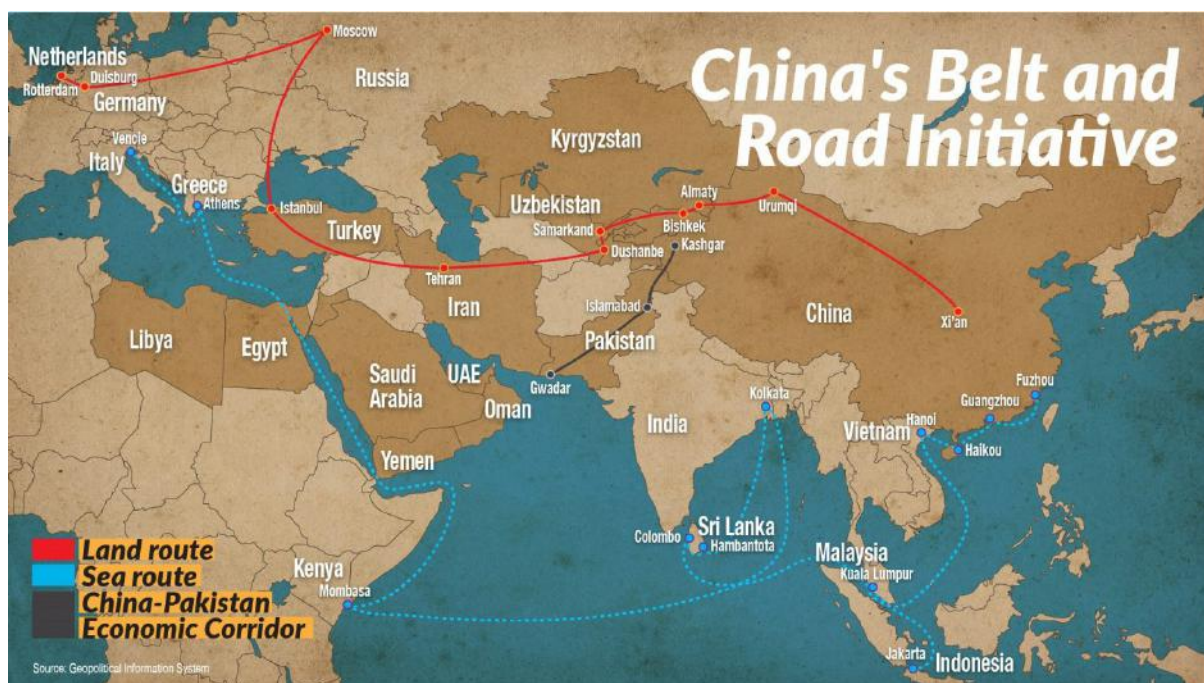 China's Belt and
Road Initiative
Moscow
Netherlands
Duisburg
Rotterdam
Germany
Russia
Vencie
Italy
Greece
Athens
Istanbul
Turkey
Kyrgyzstan
Uzbekistan
Samarkand
Almaty
Bishkek
Urumqi
Kashgar
Dushanbe
Tehran
Iran
Islamabad
Pakistan
Gwadar
China
Xi'an
Libya
Egypt
Saudi
Arabia
UAE
Oman
Yemen
India
Kolkata
Fuzhou
Guangzhou
Hanoi
Vietnam
Haikou
Colombo
Sri Lanka
Hambantota
Malaysia
Kuala Lumpur
Kenya
Mombasa
Jakarta
Indonesia
Land route
Sea route
China-Pakistan
Economic Corridor
Source: Geopolitical Information System